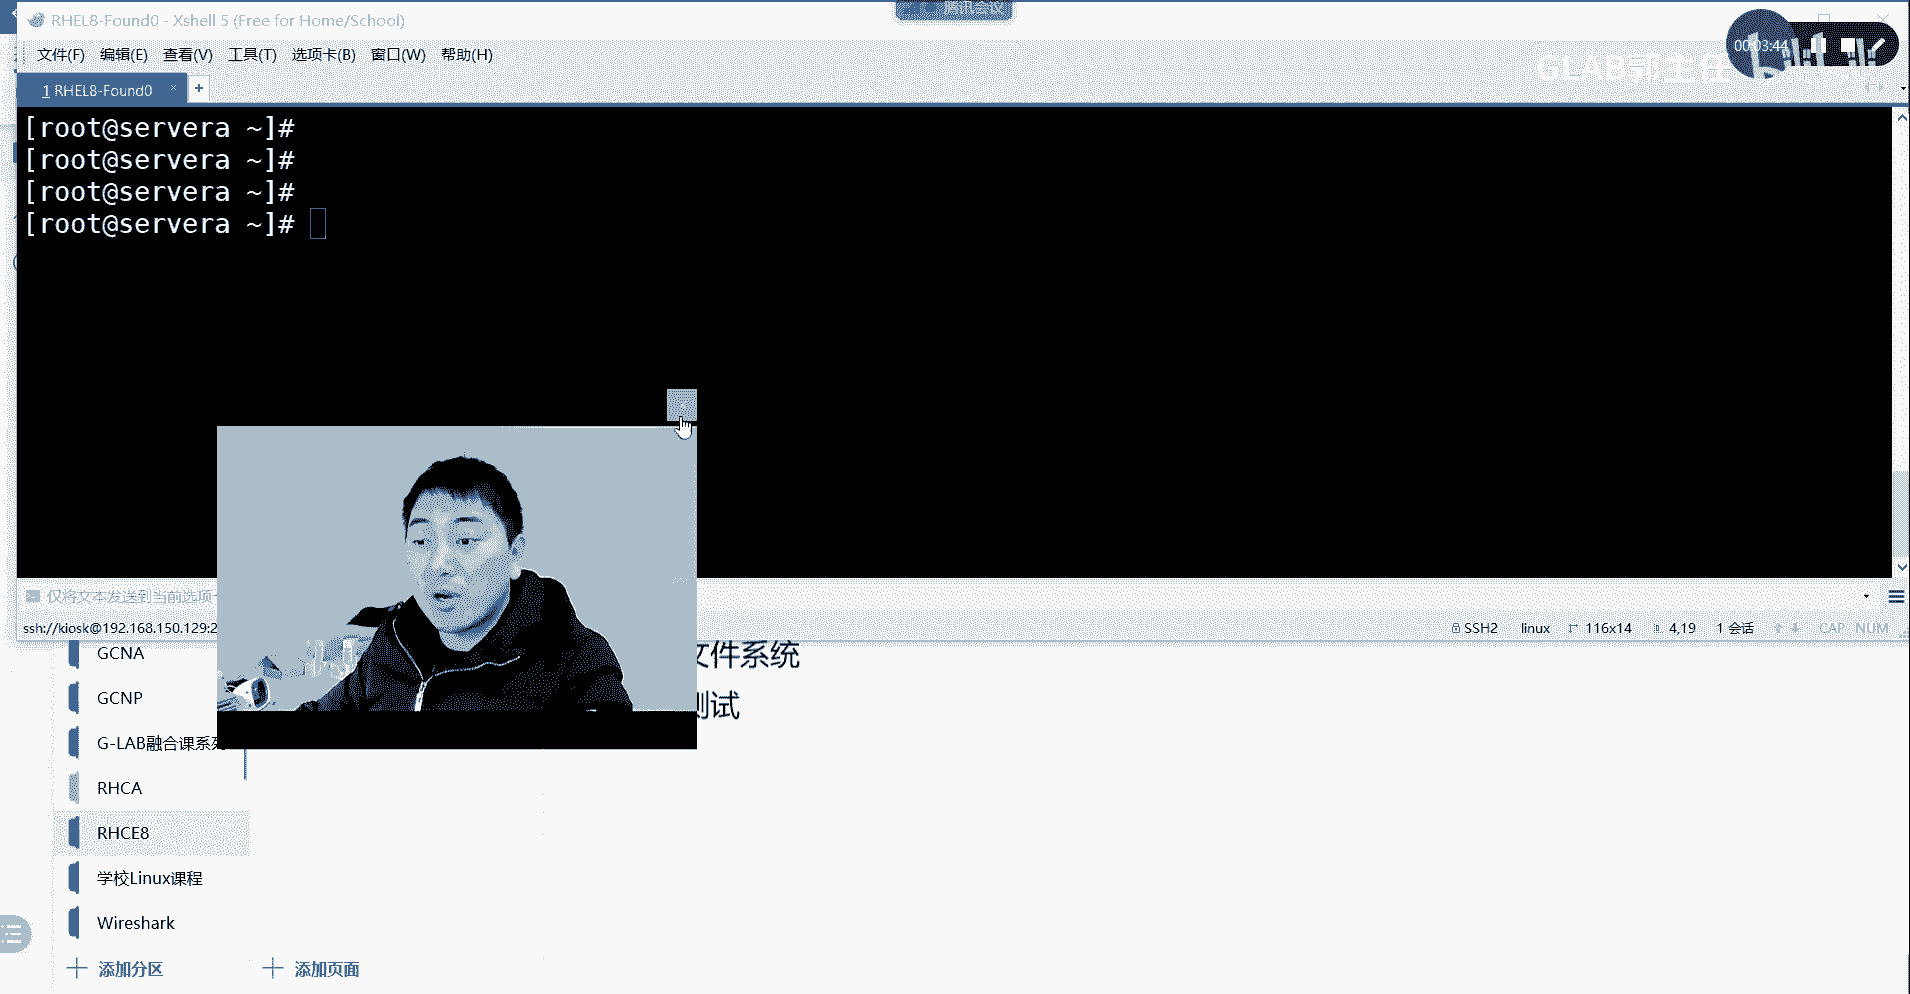 RHEL8-Found0 - Xshell 5 (Free for Home/School)
腾讯会议
00:03:44
GLAB郭主任
文件(F) 编辑(E) 查看(V) 工具(T) 选项卡(B) 窗口(W) 帮助(H)
1 RHEL8-Found0
[root@servera ~]#
[root@servera ~]#
[root@servera ~]#
[root@servera ~]#
仅将文本发送到当前选项
ssh://kiosk@192.168.150.129:2
SSH2 linux 116x14 4,19 1 会话 CAP NUM
GCNA
文件系统
GCNP
测试
G-LAB融合课系列
RHCA
RHCE8
学校Linux课程
Wireshark
添加分区 添加页面